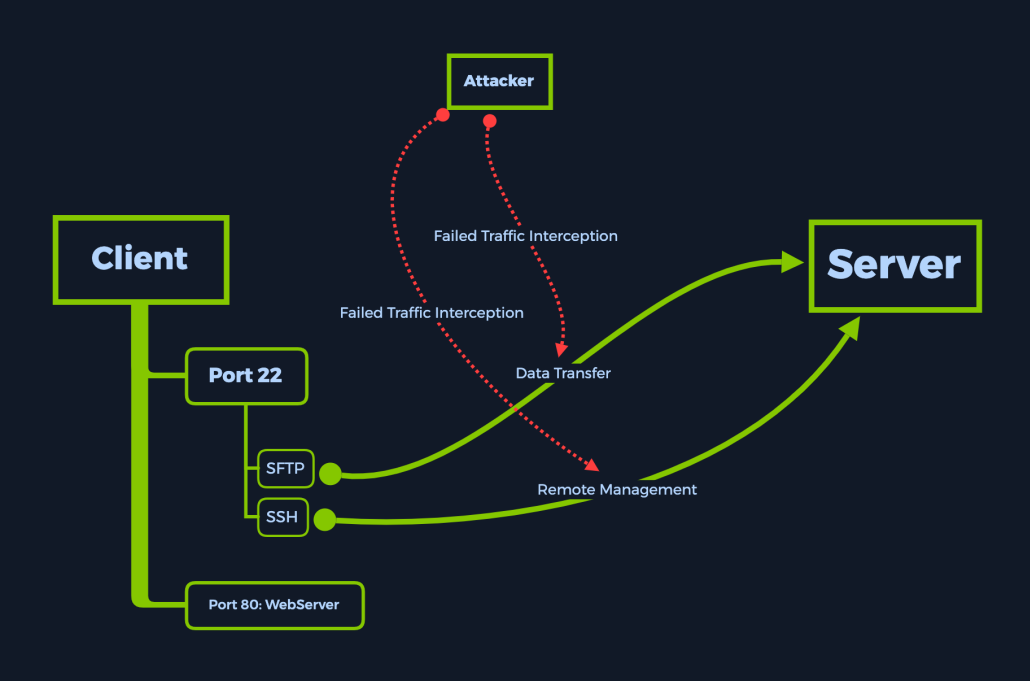 Attacker
Failed Traffic Interception
Client
Server
Failed Traffic Interception
Port 22
Data Transfer
SFTP
Remote Management
SSH
Port 80: WebServer